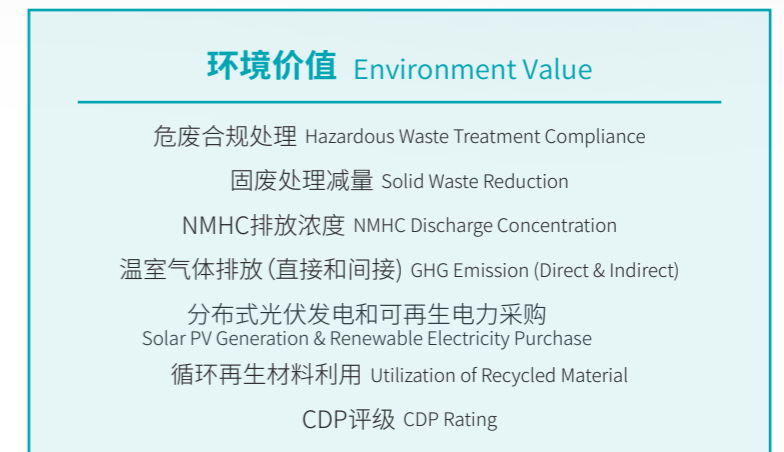 环境价值 Environment Value
危废合规处理 Hazardous Waste Treatment Compliance
固废处理减量 Solid Waste Reduction
NMHC排放浓度 NMHC Discharge Concentration
温室气体排放(直接和间接) GHG Emission (Direct & Indirect)
分布式光伏发电和可再生电力采购
Solar PV Generation & Renewable Electricity Purchase
循环再生材料利用 Utilization of Recycled Material
CDP评级 CDP Rating